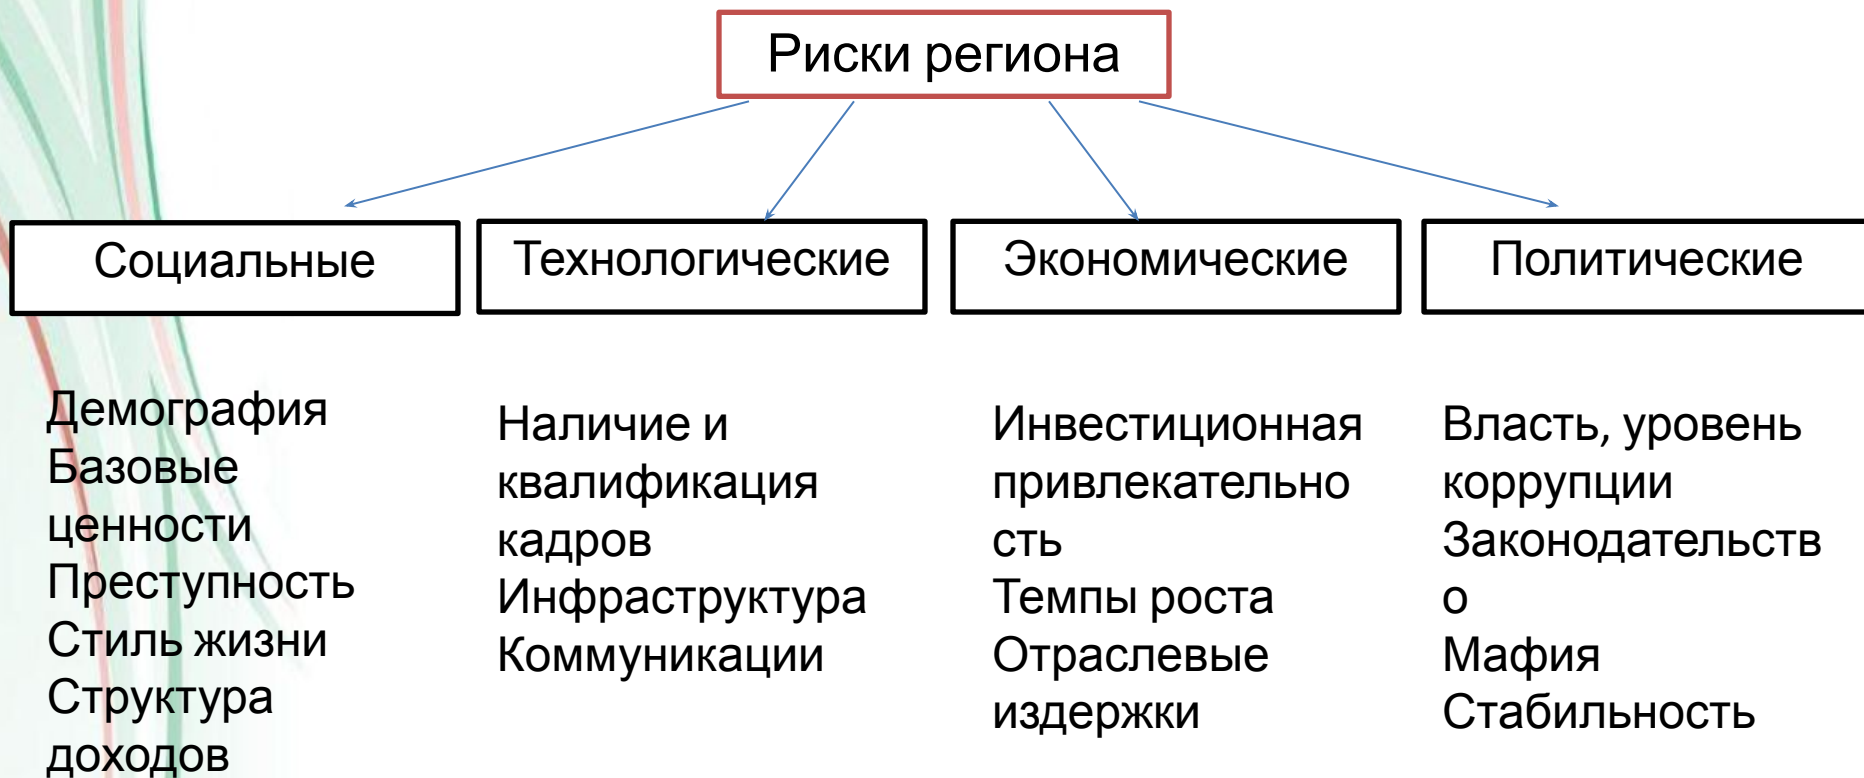 Риски региона
Социальные
Технологические
Экономические
Политические
Демография
Базовые
ценности
Преступность
Стиль жизни
Структура
доходов
Наличие и
квалификация
кадров
Инфраструктура
Коммуникации
Инвестиционная
привлекательно
сть
Темпы роста
Отраслевые
издержки
Власть, уровень
коррупции
Законодательств
о
Мафия
Стабильность